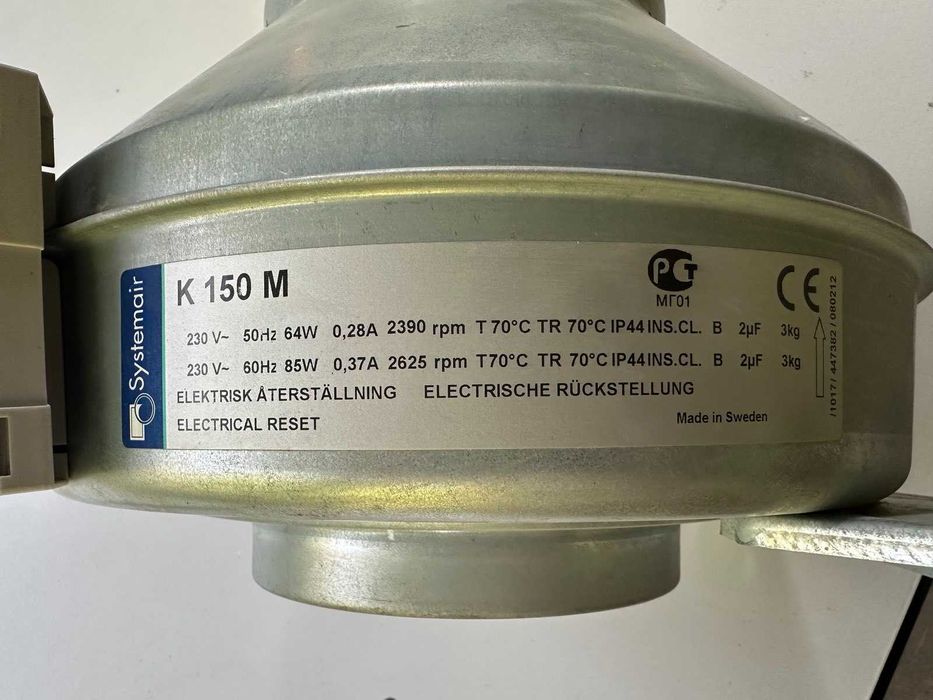 Systemair
K 150 M
PCT
МГ01
CE
230 V~ 50Hz 64W 0,28A 2390 rpm T 70°C TR 70°C IP44 INS.CL. B 2µF 3kg
230 V~ 60Hz 85W 0,37A 2625 rpm T70°C TR 70°C IP44 INS.CL. B 2µF 3kg
ELEKTRISK ÅTERSTÄLLNING ELECTRISCHE RÜCKSTELLUNG
ELECTRICAL RESET
Made in Sweden
/1017/ 447382 / 080212